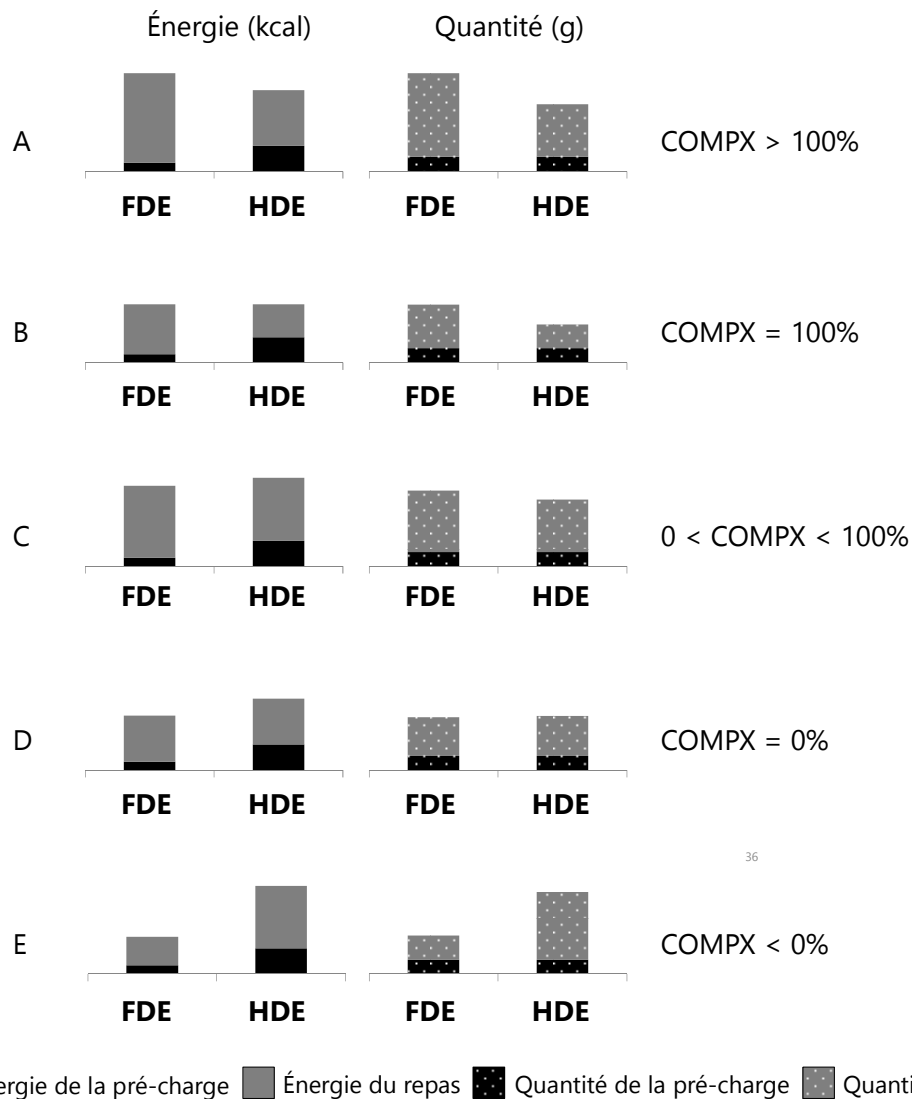 Énergie (kcal) Quantité (g)
A COMPX > 100%
FDE HDE FDE HDE
B COMPX = 100%
FDE HDE FDE HDE
C 0 < COMPX < 100%
FDE HDE FDE HDE
D COMPX = 0%
FDE HDE FDE HDE
36
E COMPX < 0%
FDE HDE FDE HDE
ergie de la pré-charge Énergie du repas Quantité de la pré-charge Quanti